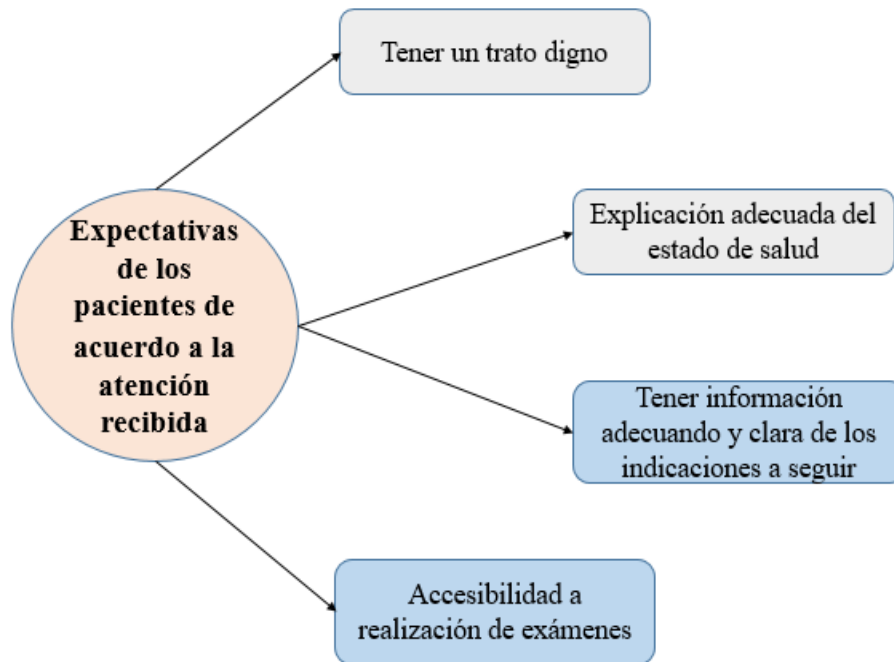 Tener un trato digno
Expectativas
de los
pacientes de
acuerdo a la
atención
recibida
Explicación adecuada del
estado de salud
Tener información
adecuando y clara de los
indicaciones a seguir
Accesibilidad a
realización de exámenes